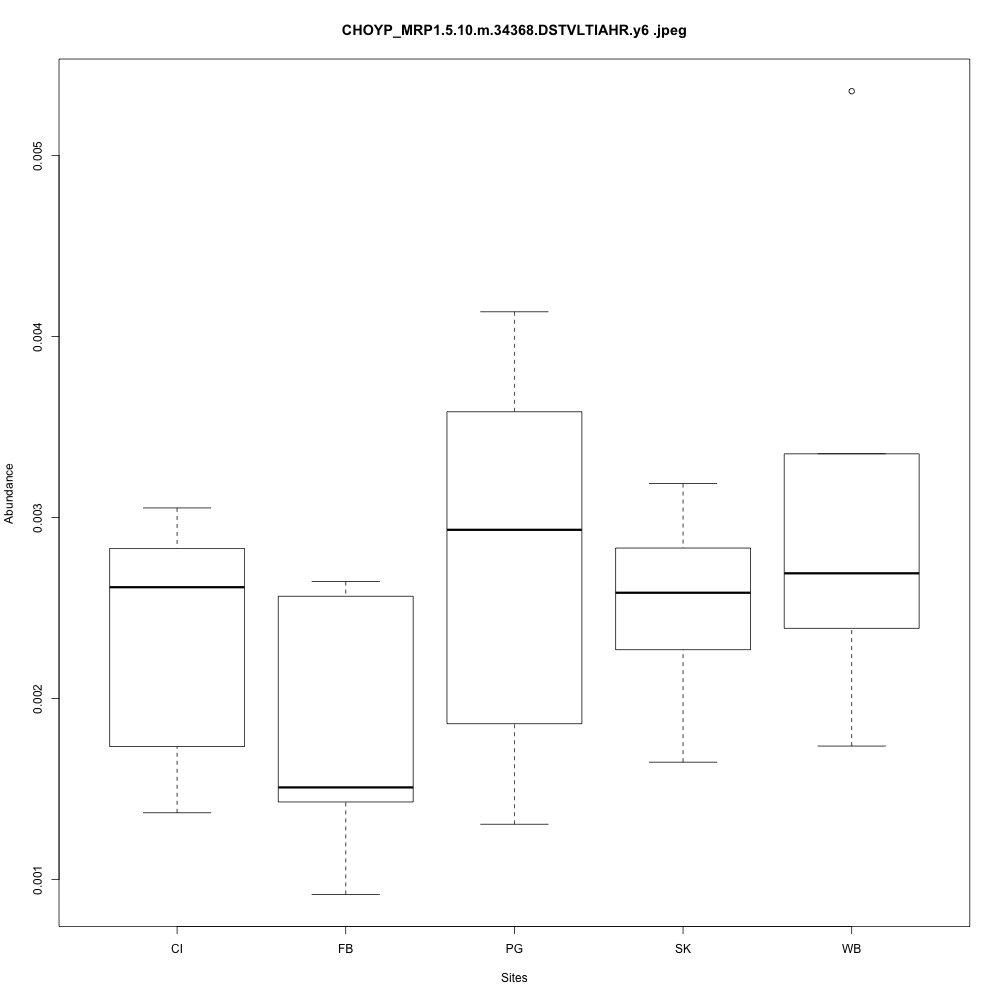 CHOYP_MRP1.5.10.m.34368.DSTVLTIAHR.y6 .jpeg
Abundance
0.005
0.004
0.003
0.002
0.001
CI FB PG SK WB
Sites